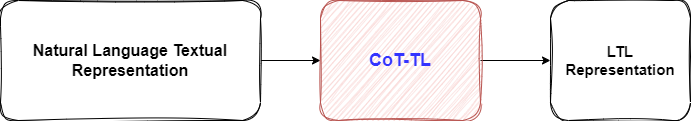 Natural Language Textual
Representation
CoT-TL
LTL
Representation